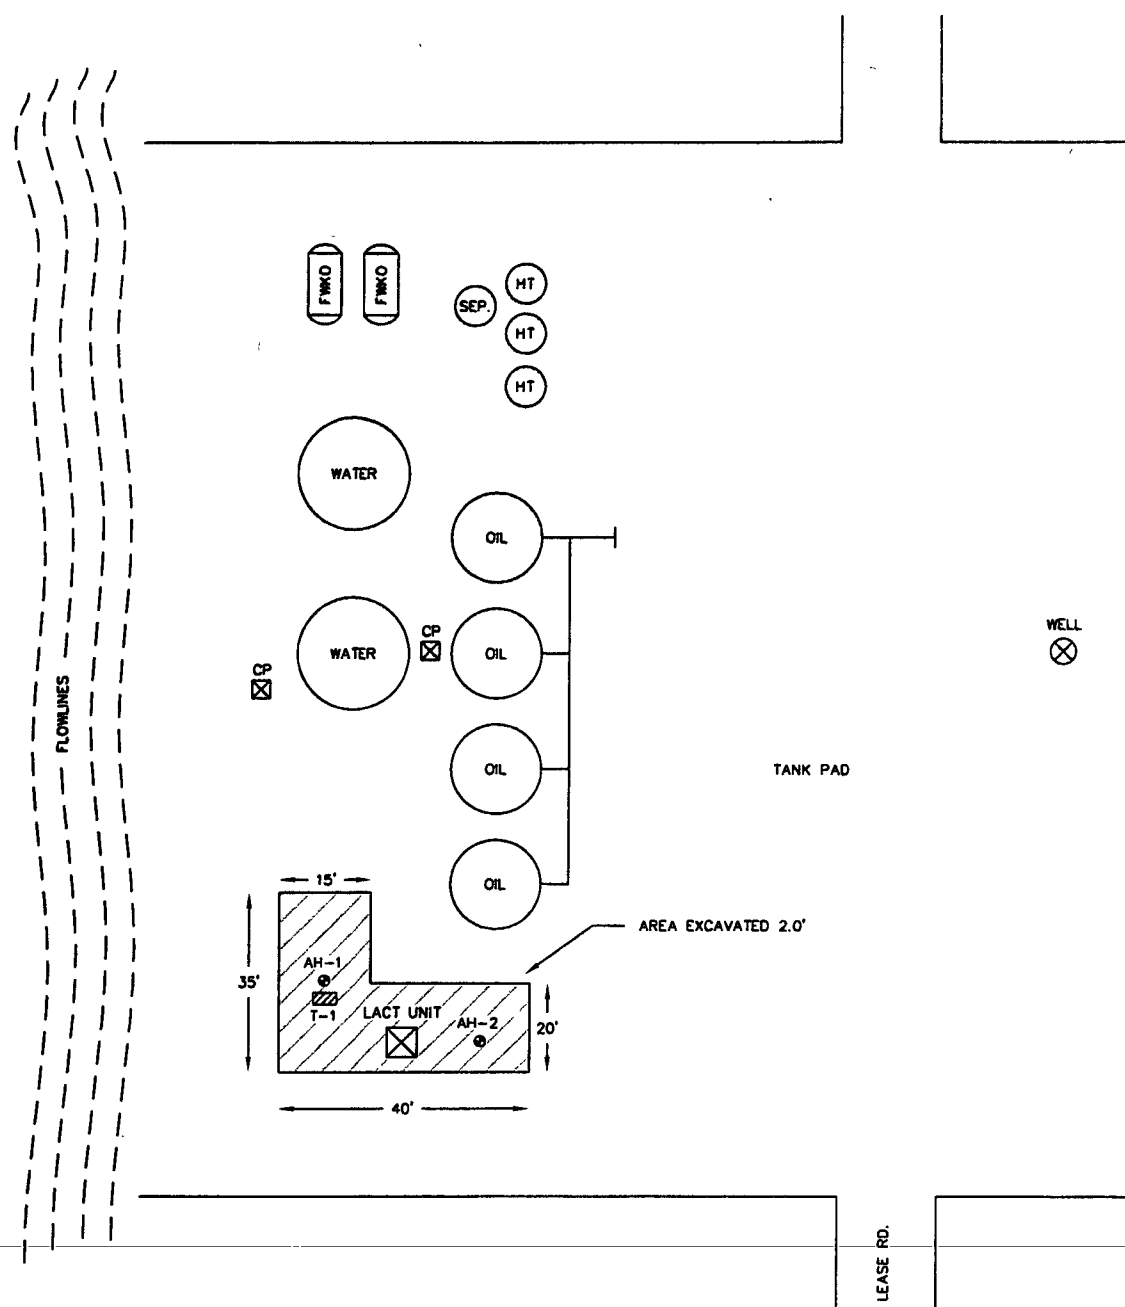 FWKO
FWKO
SEP.
HT
HT
HT
WATER
OIL
WATER
CP
OIL
CP
WELL
FLOWLINES
OIL
TANK PAD
OIL
15'
AREA EXCAVATED 2.0'
35'
AH-1
T-1
LACT UNIT
AH-2
20'
40'
LEASE RD.